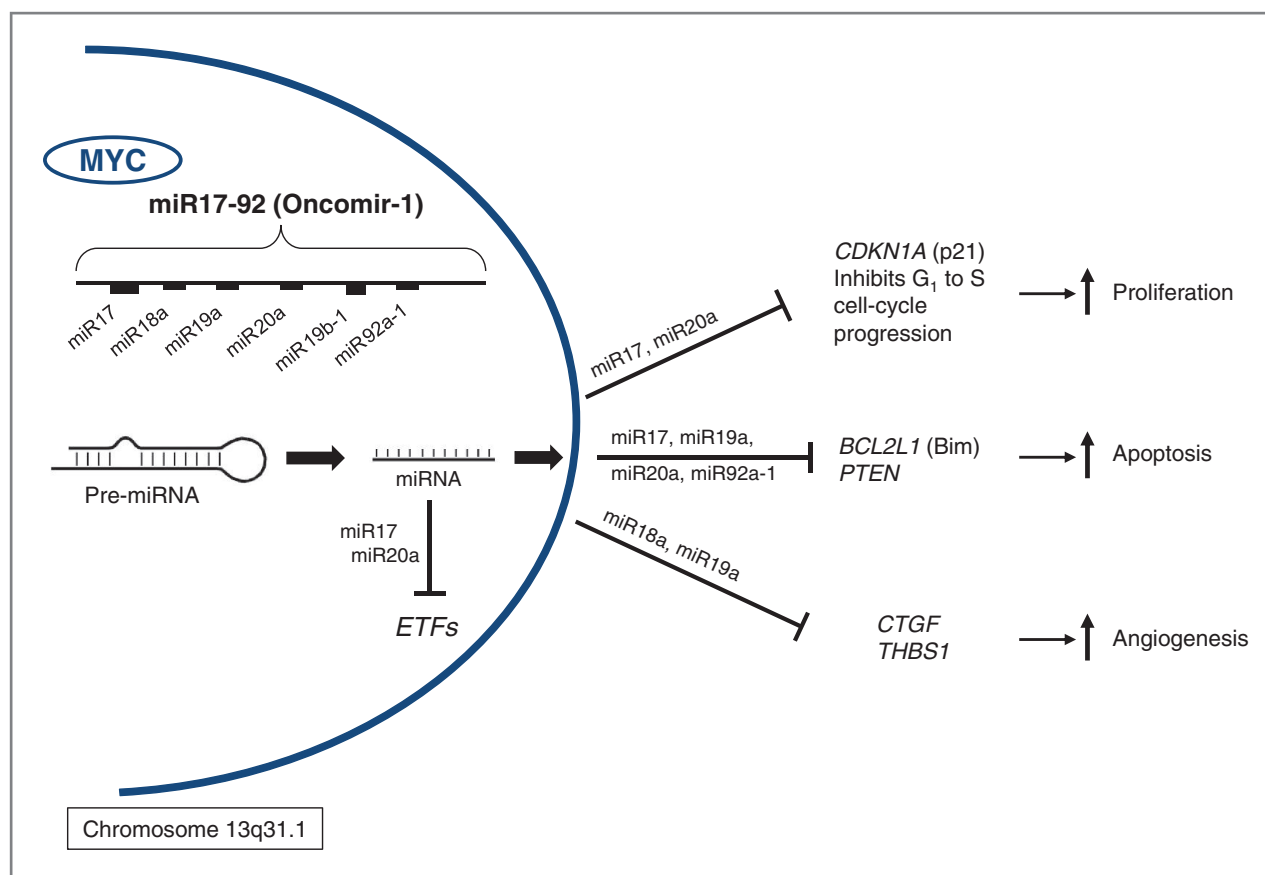 MYC
miR17-92 (Oncomir-1)
miR17
miR18a
miR19a
miR20a
miR19b-1
miR92a-1
Pre-miRNA
miRNA
miR17
miR20a
ETFs
miR17, miR20a
CDKN1A (p21)
Inhibits G1 to S
cell-cycle
progression
Proliferation
miR17, miR19a,
miR20a, miR92a-1
BCL2L1 (Bim)
PTEN
Apoptosis
miR18a, miR19a
CTGF
THBS1
Angiogenesis
Chromosome 13q31.1